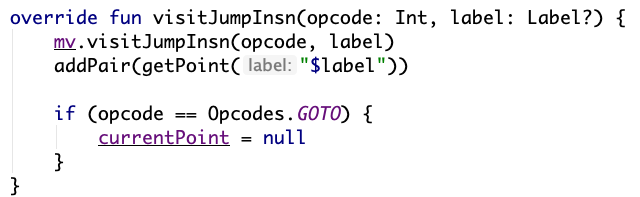 override fun visitJumpInsn(opcode: Int, label: Label?) {
    mv.visitJumpInsn(opcode, label)
    addPair(getPoint( label: "$label"))
    if (opcode == Opcodes.GOTO) {
        currentPoint = null
    }
}